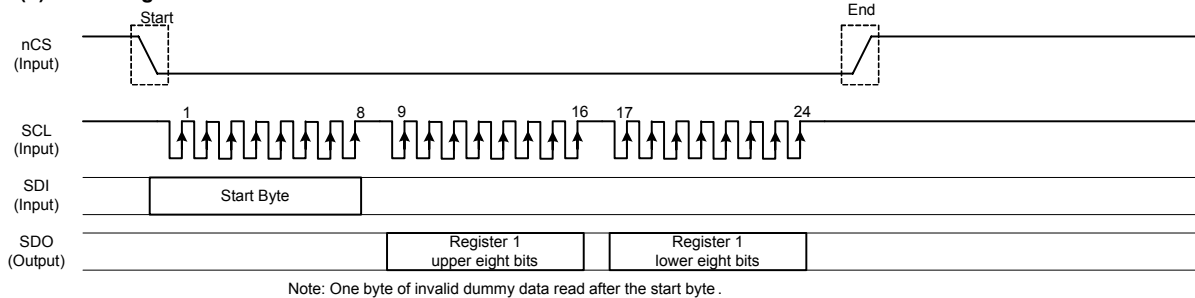 Start
End
nCS
(Input)
1
8
9
16
17
24
SCL
(Input)
SDI
(Input)
Start Byte
SDO
(Output)
Register 1
upper eight bits
Register 1
lower eight bits
Note: One byte of invalid dummy data read after the start byte .